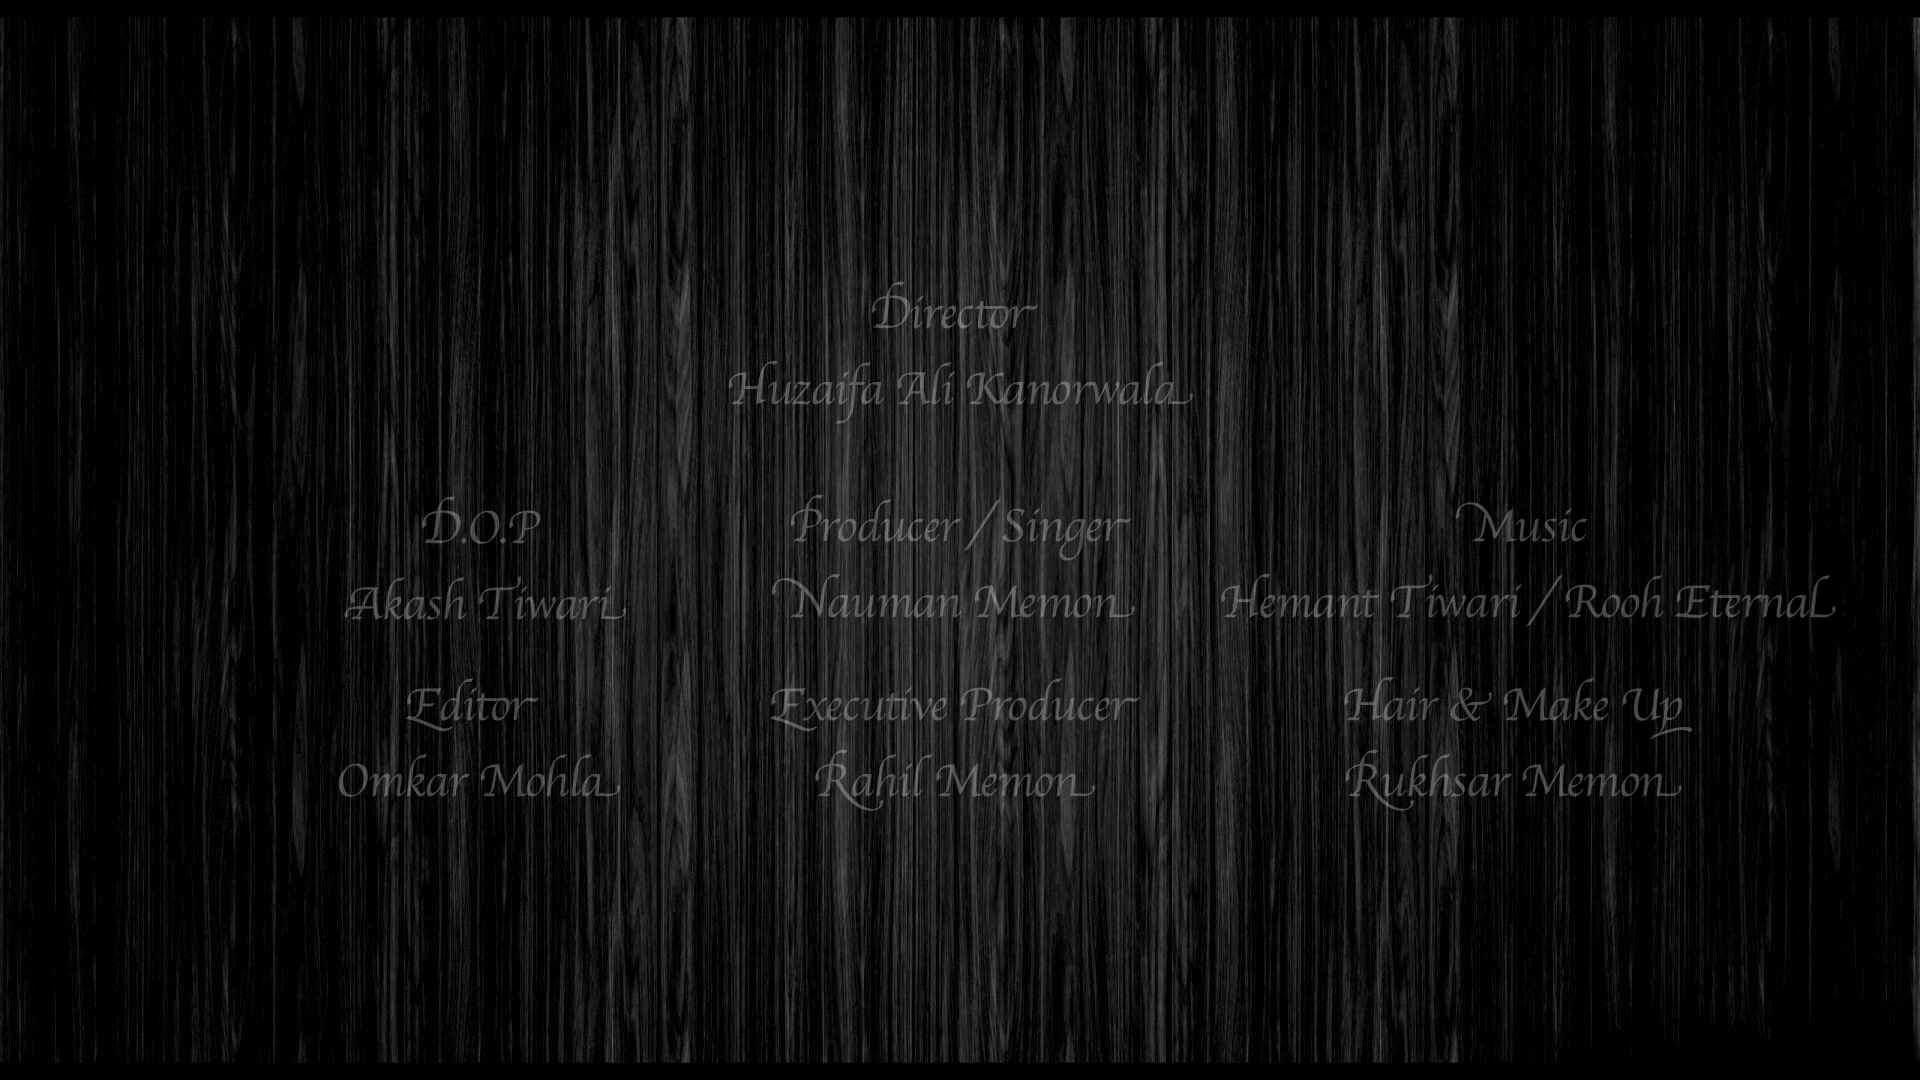 Director
Huzaifa Ali Kanorwala
D.O.P
Akash Tiwari
Producer / Singer
Nauman Memon
Music
Hemant Tiwari / Rooh Eternal
Editor
Omkar Mohla
Executive Producer
Rahil Memon
Hair & Make Up
Rukhsar Memon